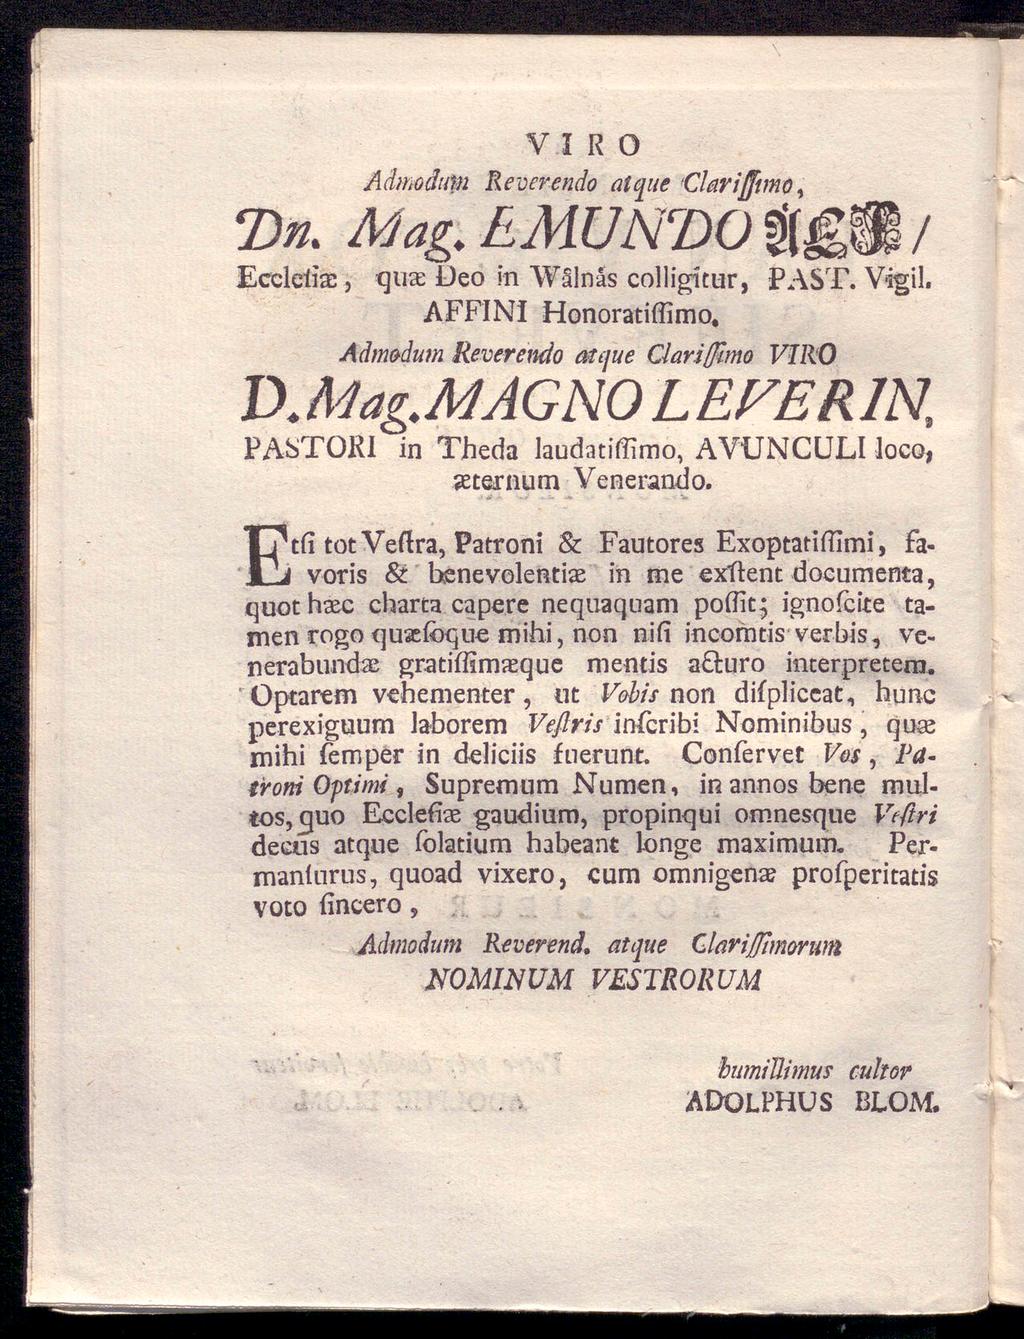 VIRO
Admodum Reverendo atque Clariſſimo,
Dn. Mag. EMUNDO ÅLF/
Eccleſiæ, quæ Deo in Wålnås colligitur, PAST. Vigil.
AFFINI Honoratiſſimo.
Admodum Reverendo atque Clariſſimo VIRO
D. Mag. MAGNO LEVERIN,
PASTORI in Theda laudatiſſimo, AVUNCULI loco,
æternum Venerando.
Etſi tot Veſtra, Patroni & Fautores Exoptatiſſimi, fa-
voris & benevolentiæ in me exſtent documenta,
quot hæc charta capere nequaquam poſſit; ignoſcite ta-
men rogo quæſoque mihi, non niſi incomtis verbis, ve-
nerabundæ gratiſſimæque mentis acturo interpretem.
Optarem vehementer, ut Vobis non diſpliceat, hunc
perexiguum laborem Veſtris inſcribi Nominibus, quæ
mihi ſemper in deliciis fuerunt. Conſervet Vos, Pa-
troni Optimi, Supremum Numen, in annos bene mul-
tos, quo Eccleſiæ gaudium, propinqui omnesque Veſtri
decus atque ſolatium habeant longe maximum. Per-
manſurus, quoad vixero, cum omnigenæ proſperitatis
voto ſincero,
Admodum Reverend. atque Clariſſimorum
NOMINUM VESTRORUM
humillimus cultor
ADOLPHUS BLOM.